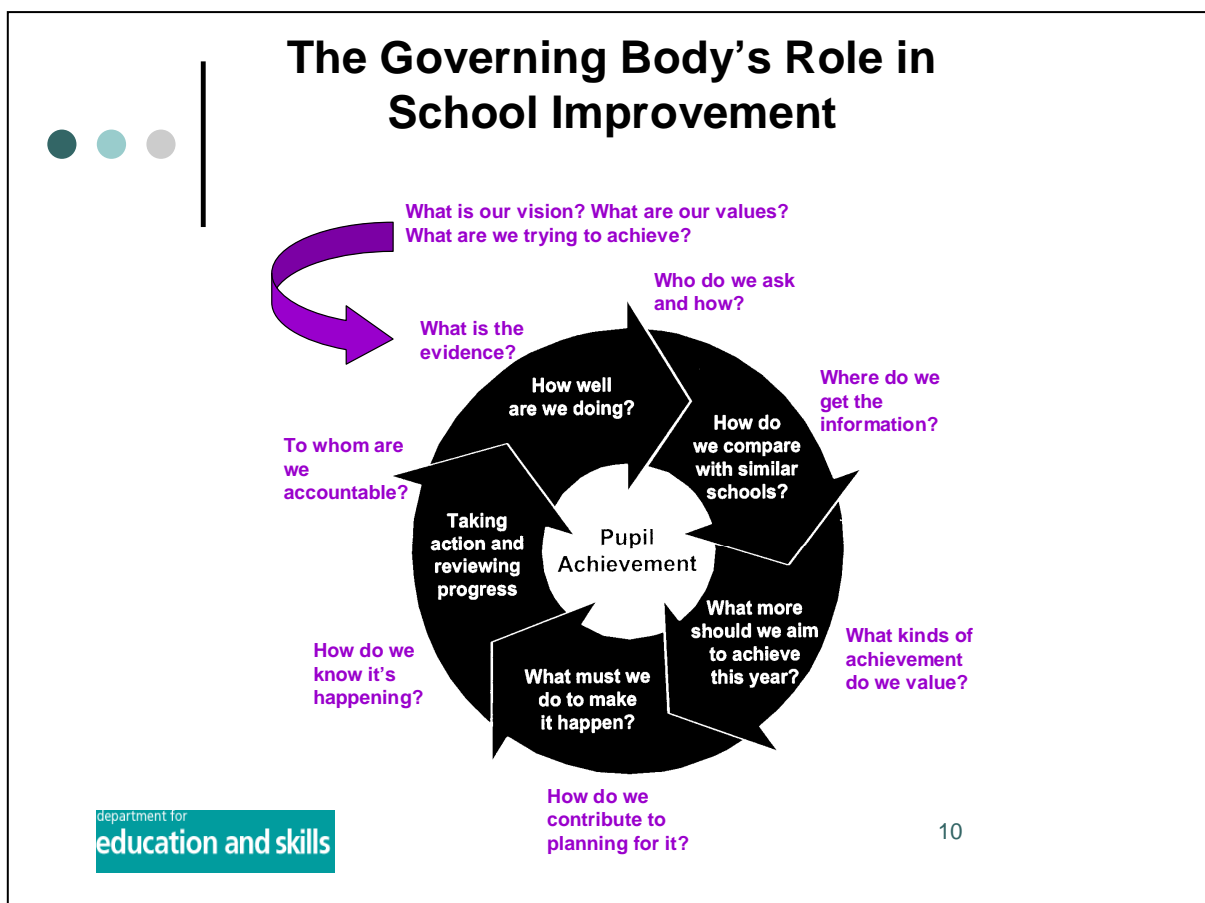 The Governing Body’s Role in
School Improvement
What is our vision? What are our values?
What are we trying to achieve?
Who do we ask
and how?
What is the
evidence?
How well
are we doing?
Where do we
get the
information?
How do
we compare
with similar
schools?
To whom are
we
accountable?
Taking
action and
reviewing
progress
Pupil
Achievement
What more
should we aim
to achieve
this year?
What kinds of
achievement
do we value?
How do we
know it’s
happening?
What must we
do to make
it happen?
How do we
contribute to
planning for it?
department for
education and skills
10